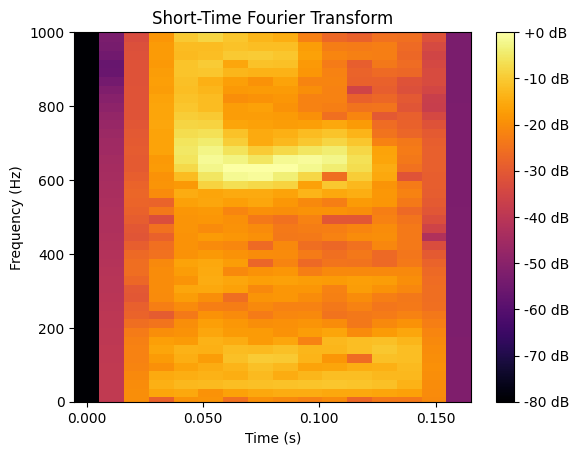 Short-Time Fourier Transform
1000
800
600
400
200
0
Frequency (Hz)
0.000
0.050
0.100
0.150
Time (s)
+0 dB
-10 dB
-20 dB
-30 dB
-40 dB
-50 dB
-60 dB
-70 dB
-80 dB